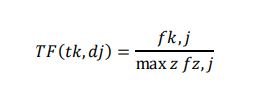 TF(tk, dj) = fk, j / max z fz, j